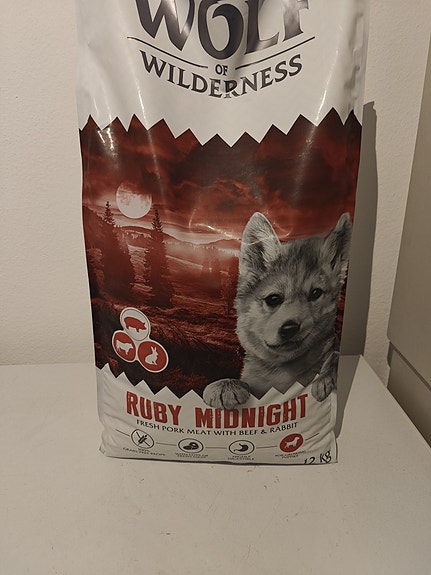 WOLF
OF
WILDERNESS
RUBY MIDNIGHT
FRESH PORK MEAT WITH BEEF & RABBIT
12 KG